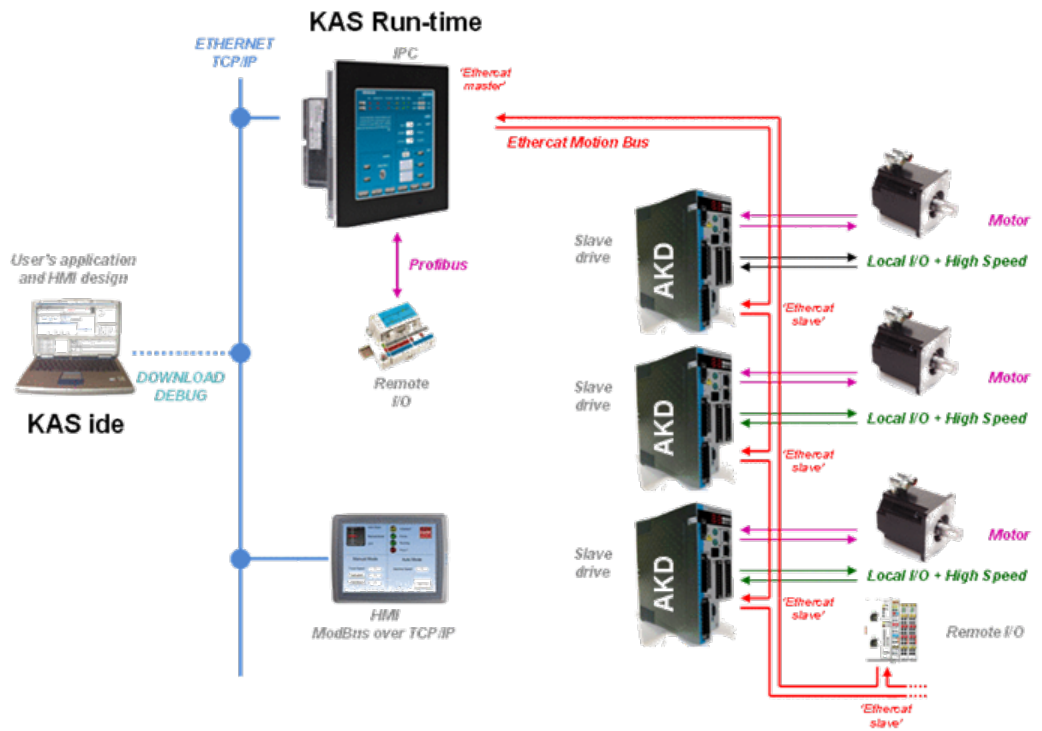 KAS Run-time
ETHERNET
TCP/IP
IPC
'Ethercat
master'
Ethercat Motion Bus
Motor
Slave
drive
AKD
Local I/O + High Speed
User's application
and HMI design
Profibus
'Ethercat
slave'
DOWNLOAD
DEBUG
KAS ide
Remote
I/O
Motor
Slave
drive
AKD
Local I/O + High Speed
'Ethercat
slave'
Motor
Slave
drive
AKD
Local I/O + High Speed
'Ethercat
slave'
HMI
ModBus over TCP/IP
Remote I/O
'Ethercat
slave'